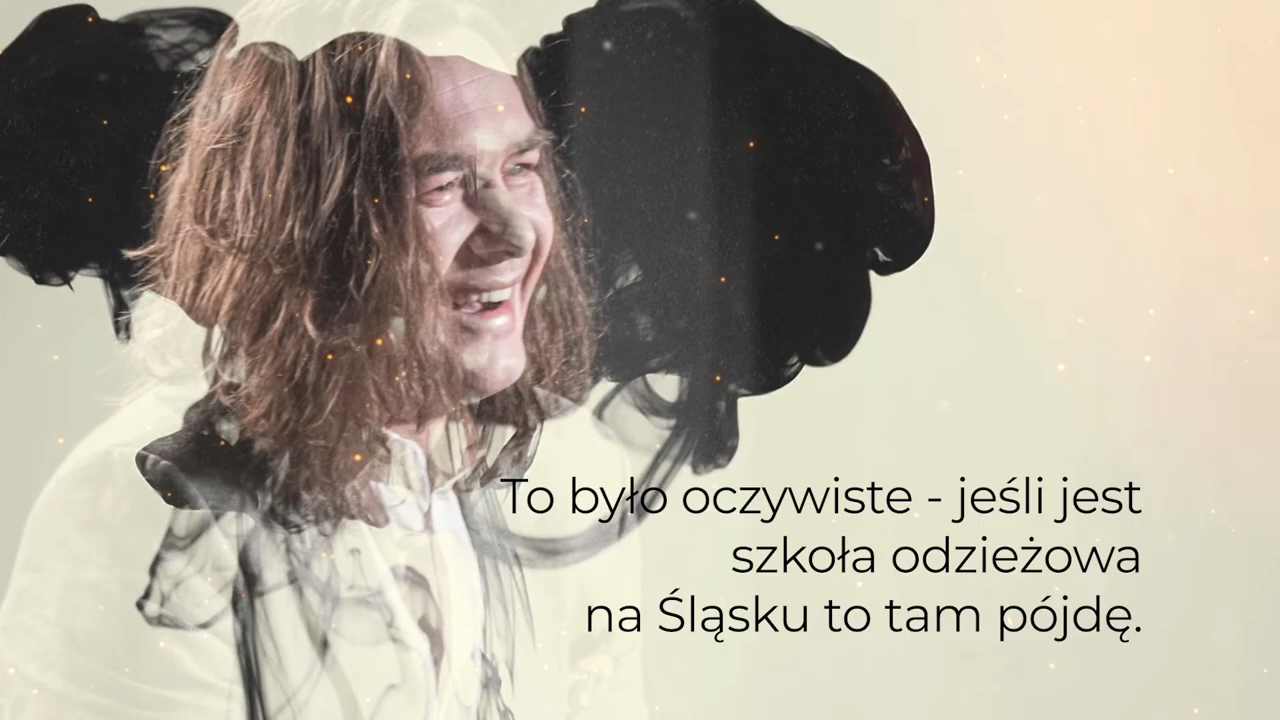 To było oczywiste - jeśli jest
szkoła odzieżowa
na Śląsku to tam pójdę.